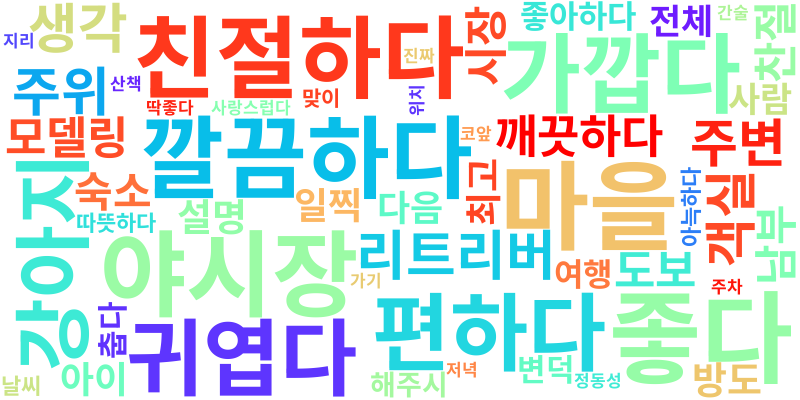 지리
생각
친절하다
진짜
시장
좋아하다
전체
간술
친절
주위
산책
딱좋다
사랑스럽다
맞이
위치
가깝다
사람
모델링
깔끔하다
코앞
깨끗하다
주변
강아지
숙소
따뜻하다
설명
일찍
다음
최고
마을
아늑하다
객실
남부
야시장
가기
리트리버
여행
도보
주차
춥다
귀엽다
편하다
좋다
날씨
아이
해주시
저녁
변덕
정동성
방도